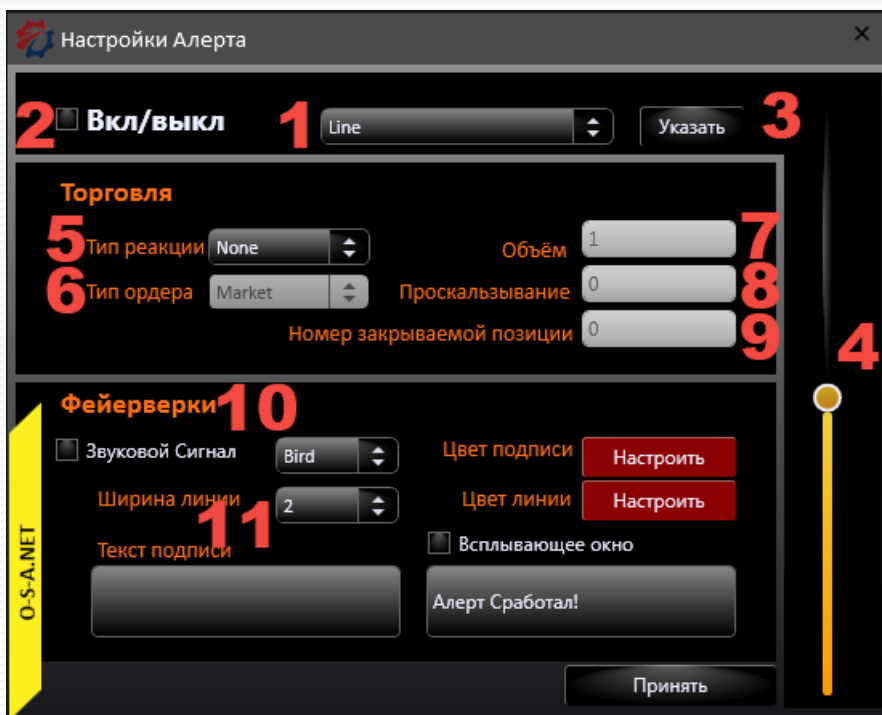 Настройки Алерта ×
2 Вкл/выкл 1 Line Указать 3
Торговля
5 Тип реакции None Объём 1 7
6 Тип ордера Market Проскальзывание 0 8
Номер закрываемой позиции 0 9
4
Фейерверки 10
Звуковой Сигнал Bird Цвет подписи Настроить
Ширина линии 2 Цвет линии Настроить
11
Текст подписи Всплывающее окно
Алерт Сработал!
O-S-A.NET
Принять